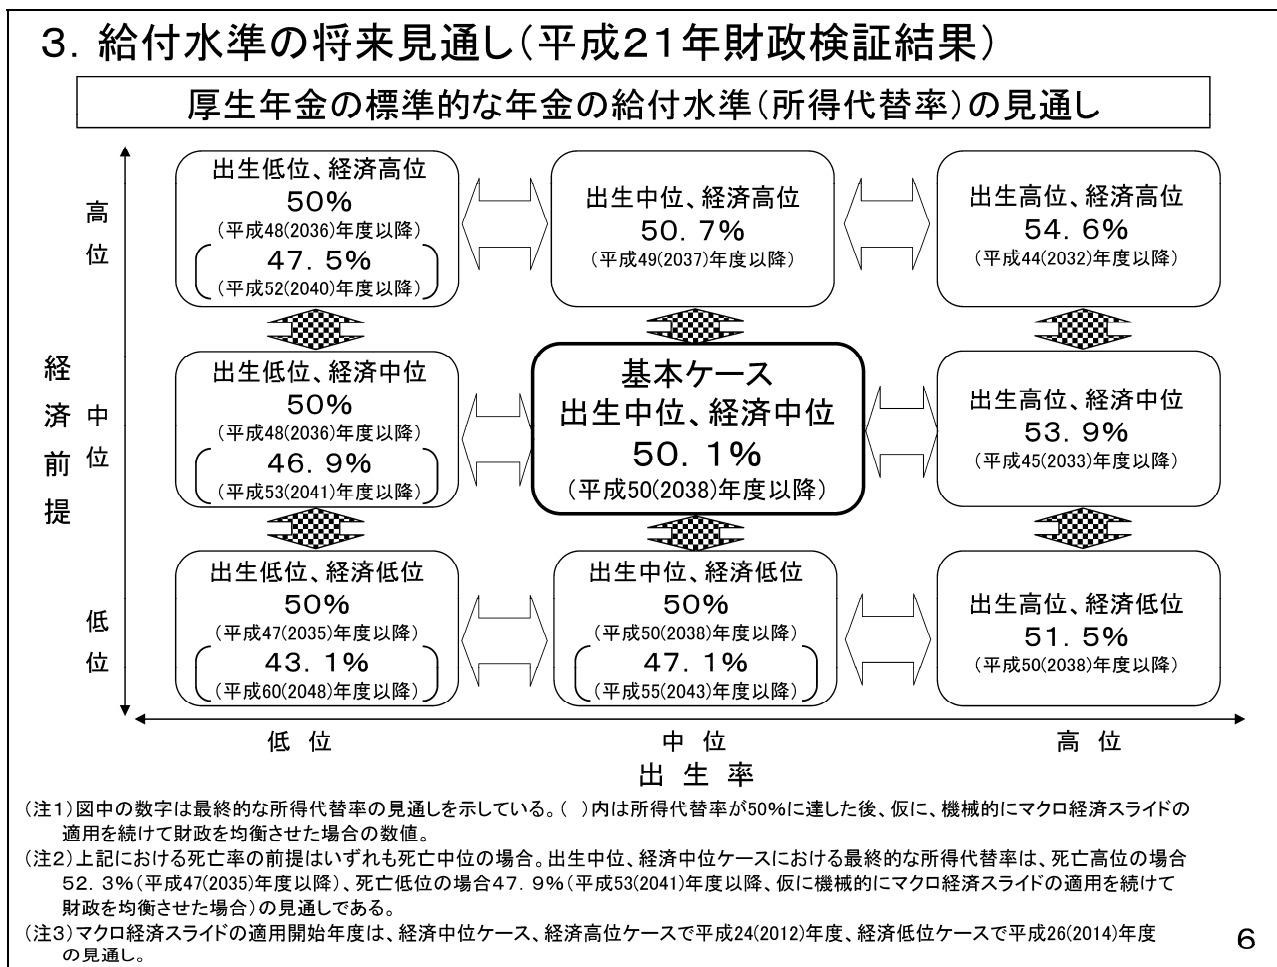 ３．給付水準の将来見通し（平成２１年財政検証結果）
厚生年金の標準的な年金の給付水準（所得代替率）の見通し
経済前提
高位
中位
低位
出生低位、経済高位
５０％
（平成48(2036)年度以降）
４７．５％
（平成52(2040)年度以降）
出生中位、経済高位
５０．７％
（平成49(2037)年度以降）
出生高位、経済高位
５４．６％
（平成44(2032)年度以降）
出生低位、経済中位
５０％
（平成48(2036)年度以降）
４６．９％
（平成53(2041)年度以降）
基本ケース
出生中位、経済中位
５０．１％
（平成50(2038)年度以降）
出生高位、経済中位
５３．９％
（平成45(2033)年度以降）
出生低位、経済低位
５０％
（平成47(2035)年度以降）
４３．１％
（平成60(2048)年度以降）
出生中位、経済低位
５０％
（平成50(2038)年度以降）
４７．１％
（平成55(2043)年度以降）
出生高位、経済低位
５１．５％
（平成50(2038)年度以降）
低位
中位
高位
出生率
（注１）図中の数字は最終的な所得代替率の見通しを示している。（　）内は所得代替率が50％に達した後、仮に、機械的にマクロ経済スライドの
適用を続けて財政を均衡させた場合の数値。
（注２）上記における死亡率の前提はいずれも死亡中位の場合。出生中位、経済中位ケースにおける最終的な所得代替率は、死亡高位の場合
５２．３％（平成47(2035)年度以降）、死亡低位の場合４７．９％（平成53(2041)年度以降、仮に機械的にマクロ経済スライドの適用を続けて
財政を均衡させた場合）の見通しである。
（注３）マクロ経済スライドの適用開始年度は、経済中位ケース、経済高位ケースで平成24(2012)年度、経済低位ケースで平成26(2014)年度
の見通し。
６